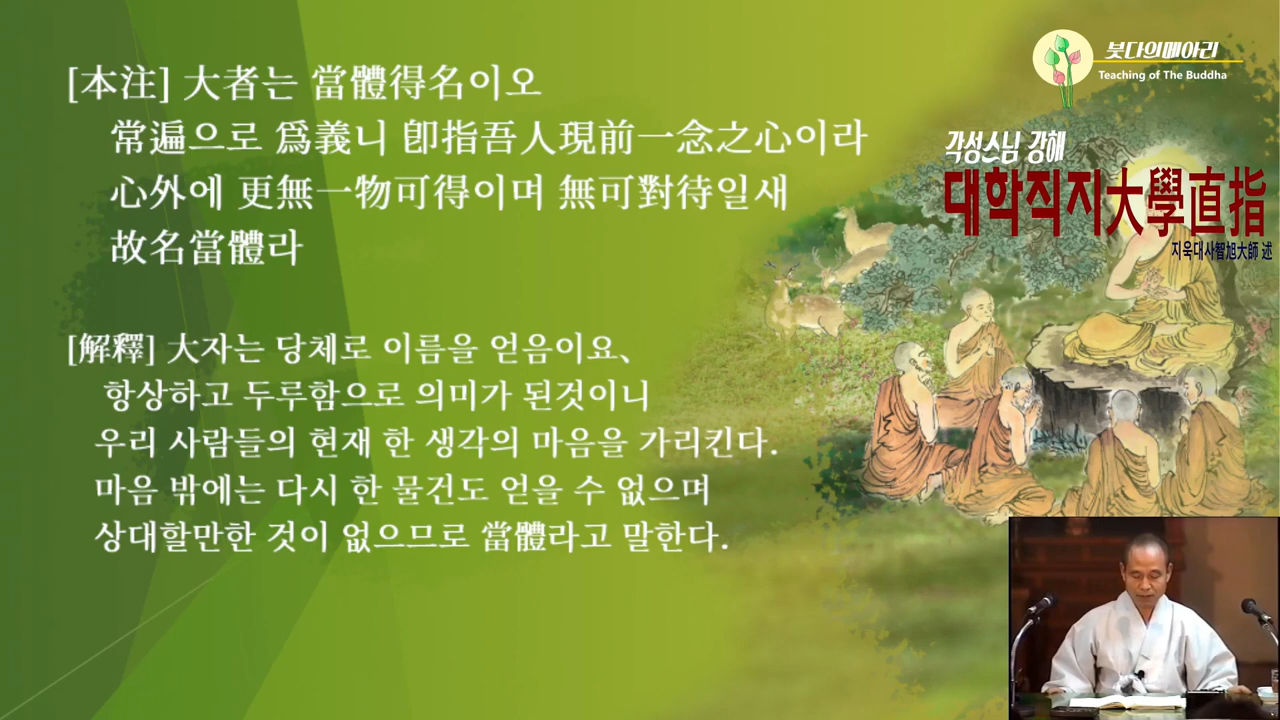 [本注] 大者는 當體得名이오
常遍으로 爲義니 卽指吾人現前一念之心이라
心外에 更無一物可得이며 無可對待일새
故名當體라
[解釋] 大자는 당체로 이름을 얻음이요、
항상하고 두루함으로 의미가 된것이니
우리 사람들의 현재 한 생각의 마음을 가리킨다.
마음 밖에는 다시 한 물건도 얻을 수 없으며
상대할만한 것이 없으므로 當體라고 말한다.
붓다의메아리
Teaching of The Buddha
각성스님 강해
대학직지大學直指
지욱대사智旭大師 述